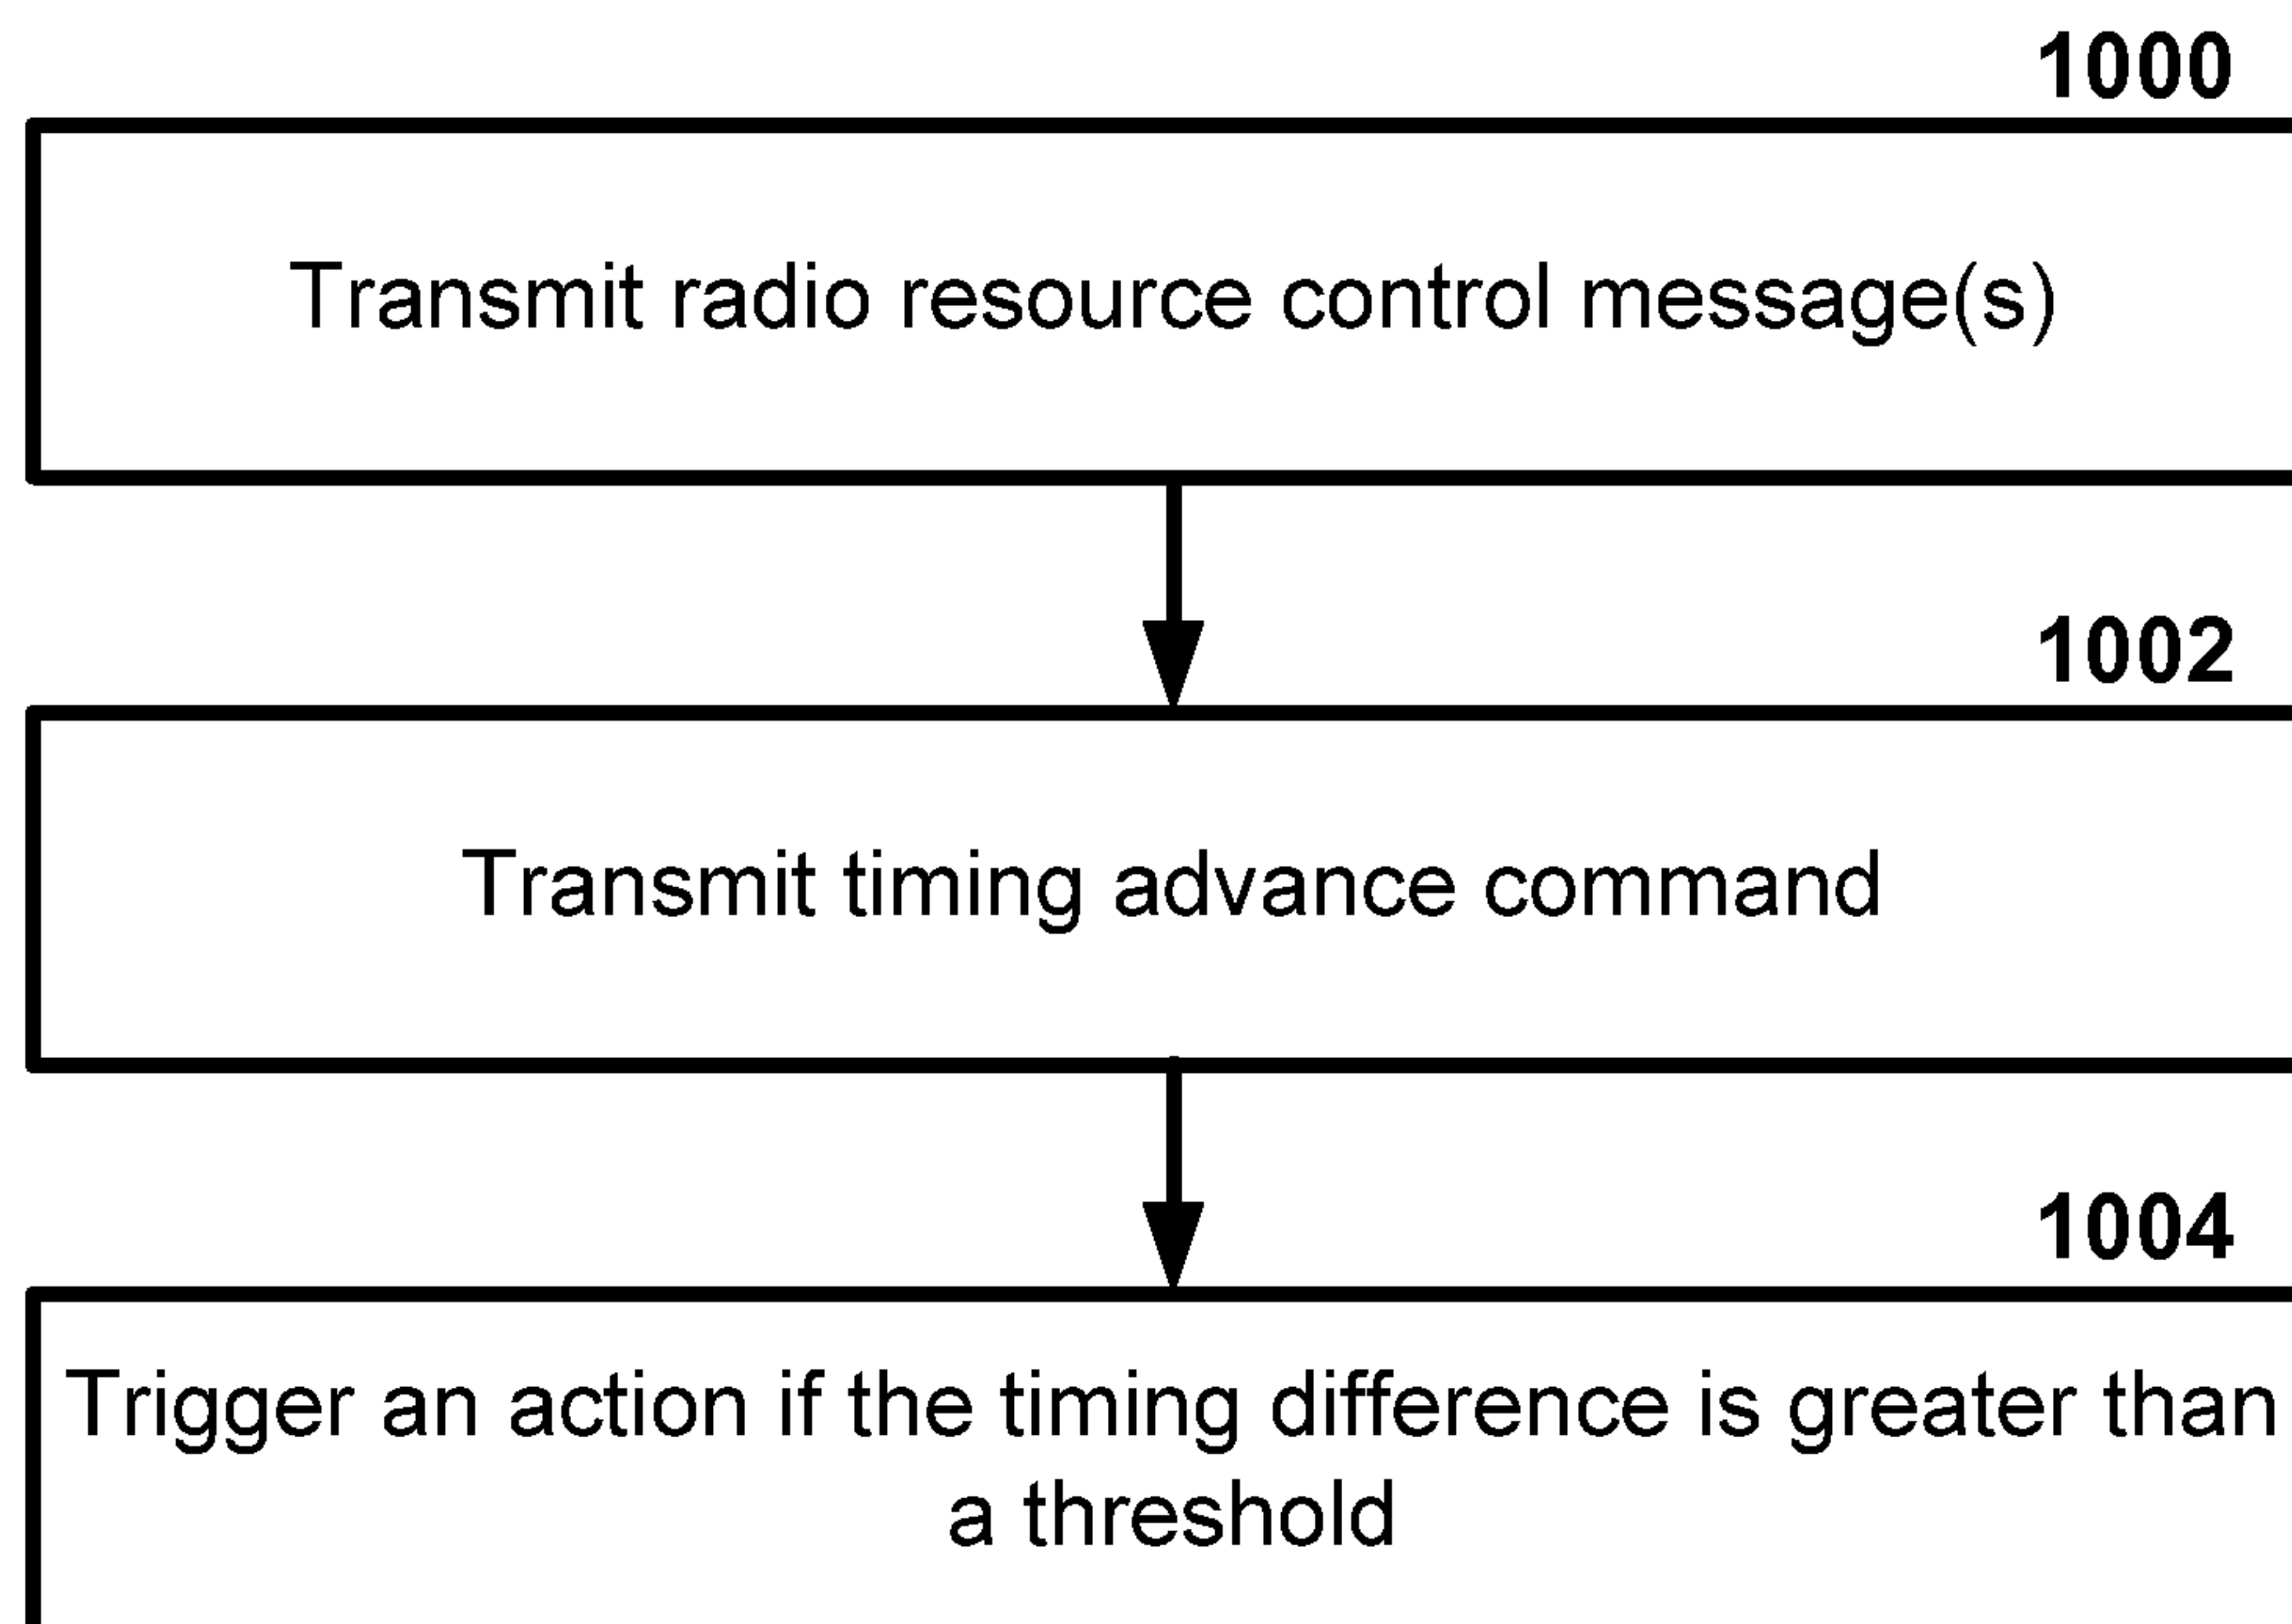 1000
Transmit radio resource control message(s)
1002
Transmit timing advance command
1004
Trigger an action if the timing difference is greater than
a threshold